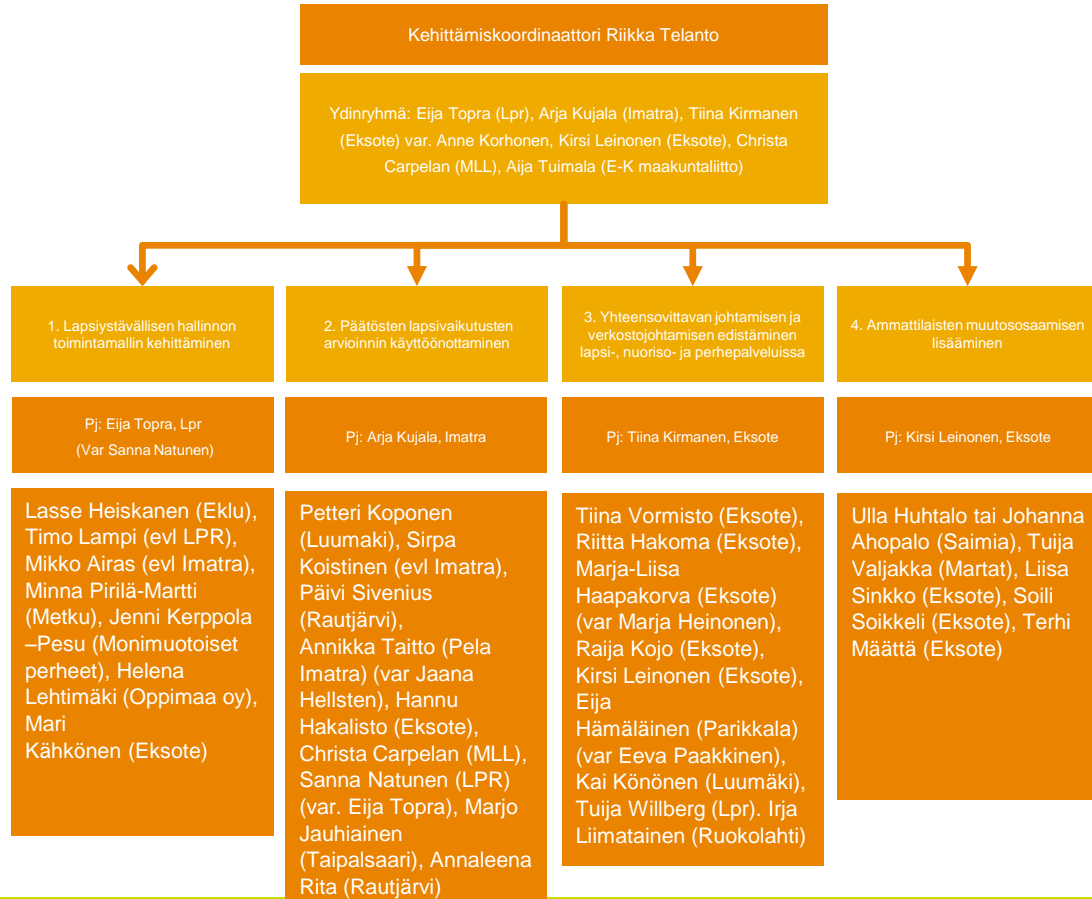 Kehittämiskoordinaattori Riikka Telanto
Ydinryhmä: Eija Topra (Lpr), Arja Kujala (Imatra), Tiina Kirmanen
(Eksote) var. Anne Korhonen, Kirsi Leinonen (Eksote), Christa
Carpelan (MLL), Aija Tuimala (E-K maakuntaliitto)
1. Lapsiystävällisen hallinnon
toimintamallin kehittäminen
Pj: Eija Topra, Lpr
(Var Sanna Natunen)
Lasse Heiskanen (Eklu),
Timo Lampi (evl LPR),
Mikko Airas (evl Imatra),
Minna Pirilä-Martti
(Metku), Jenni Kerppola
–Pesu (Monimuotoiset
perheet), Helena
Lehtimäki (Oppimaa oy),
Mari
Kähkönen (Eksote)
2. Päätösten lapsivaikutusten
arvioinnin käyttöönottaminen
Pj: Arja Kujala, Imatra
Petteri Koponen
(Luumaki), Sirpa
Koistinen (evl Imatra),
Päivi Sivenius
(Rautjärvi),
Annikka Taitto (Pela
Imatra) (var Jaana
Hellsten), Hannu
Hakalisto (Eksote),
Christa Carpelan (MLL),
Sanna Natunen (LPR)
(var. Eija Topra), Marjo
Jauhiainen
(Taipalsaari), Annaleena
Rita (Rautjärvi)
3. Yhteensovittavan johtamisen ja
verkostojohtamisen edistäminen
lapsi-, nuoriso- ja perhepalveluissa
Pj: Tiina Kirmanen, Eksote
Tiina Vormisto (Eksote),
Riitta Hakoma (Eksote),
Marja-Liisa
Haapakorva (Eksote)
(var Marja Heinonen),
Raija Kojo (Eksote),
Kirsi Leinonen (Eksote),
Eija
Hämäläinen (Parikkala)
(var Eeva Paakkinen),
Kai Könönen (Luumäki),
Tuija Willberg (Lpr). Irja
Liimatainen (Ruokolahti)
4. Ammattilaisten muutososaamisen
lisääminen
Pj: Kirsi Leinonen, Eksote
Ulla Huhtalo tai Johanna
Ahopalo (Saimia), Tuija
Valjakka (Martat), Liisa
Sinkko (Eksote), Soili
Soikkeli (Eksote), Terhi
Määttä (Eksote)